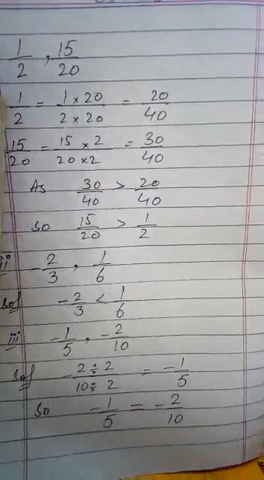 1/2 , 15/20
1/2 = 1 × 20 / 2 × 20 = 20/40
15/20 = 15 × 2 / 20 × 2 = 30/40
As 30/40 > 20/40
So 15/20 > 1/2
ii -2/3 , 1/6
Sol -2/3 < 1/6
iii -1/5 , -2/10
Sol -2 ÷ 2 / 10 ÷ 2 = -1/5
So -1/5 = -2/10